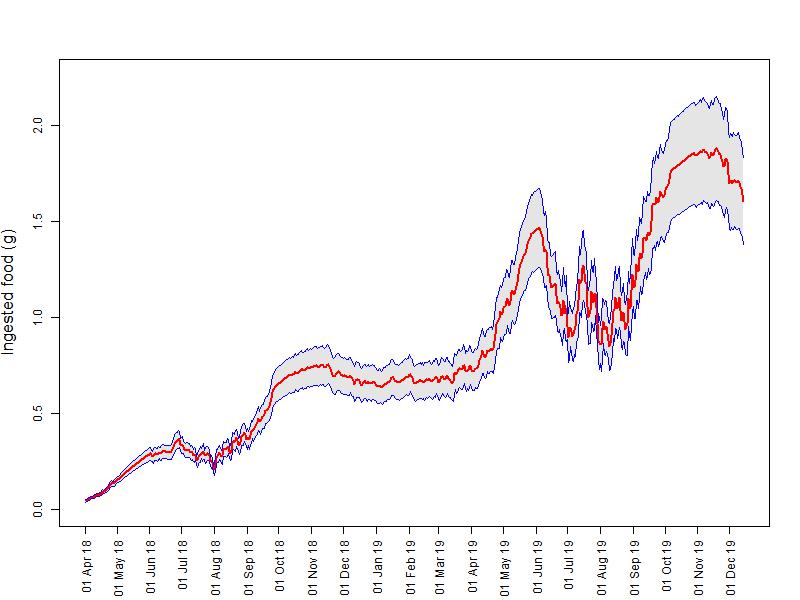 Ingested food (g)
2.0
1.5
1.0
0.5
0.0
01 Apr 18
01 May 18
01 Jun 18
01 Jul 18
01 Aug 18
01 Sep 18
01 Oct 18
01 Nov 18
01 Dec 18
01 Jan 19
01 Feb 19
01 Mar 19
01 Apr 19
01 May 19
01 Jun 19
01 Jul 19
01 Aug 19
01 Sep 19
01 Oct 19
01 Nov 19
01 Dec 19